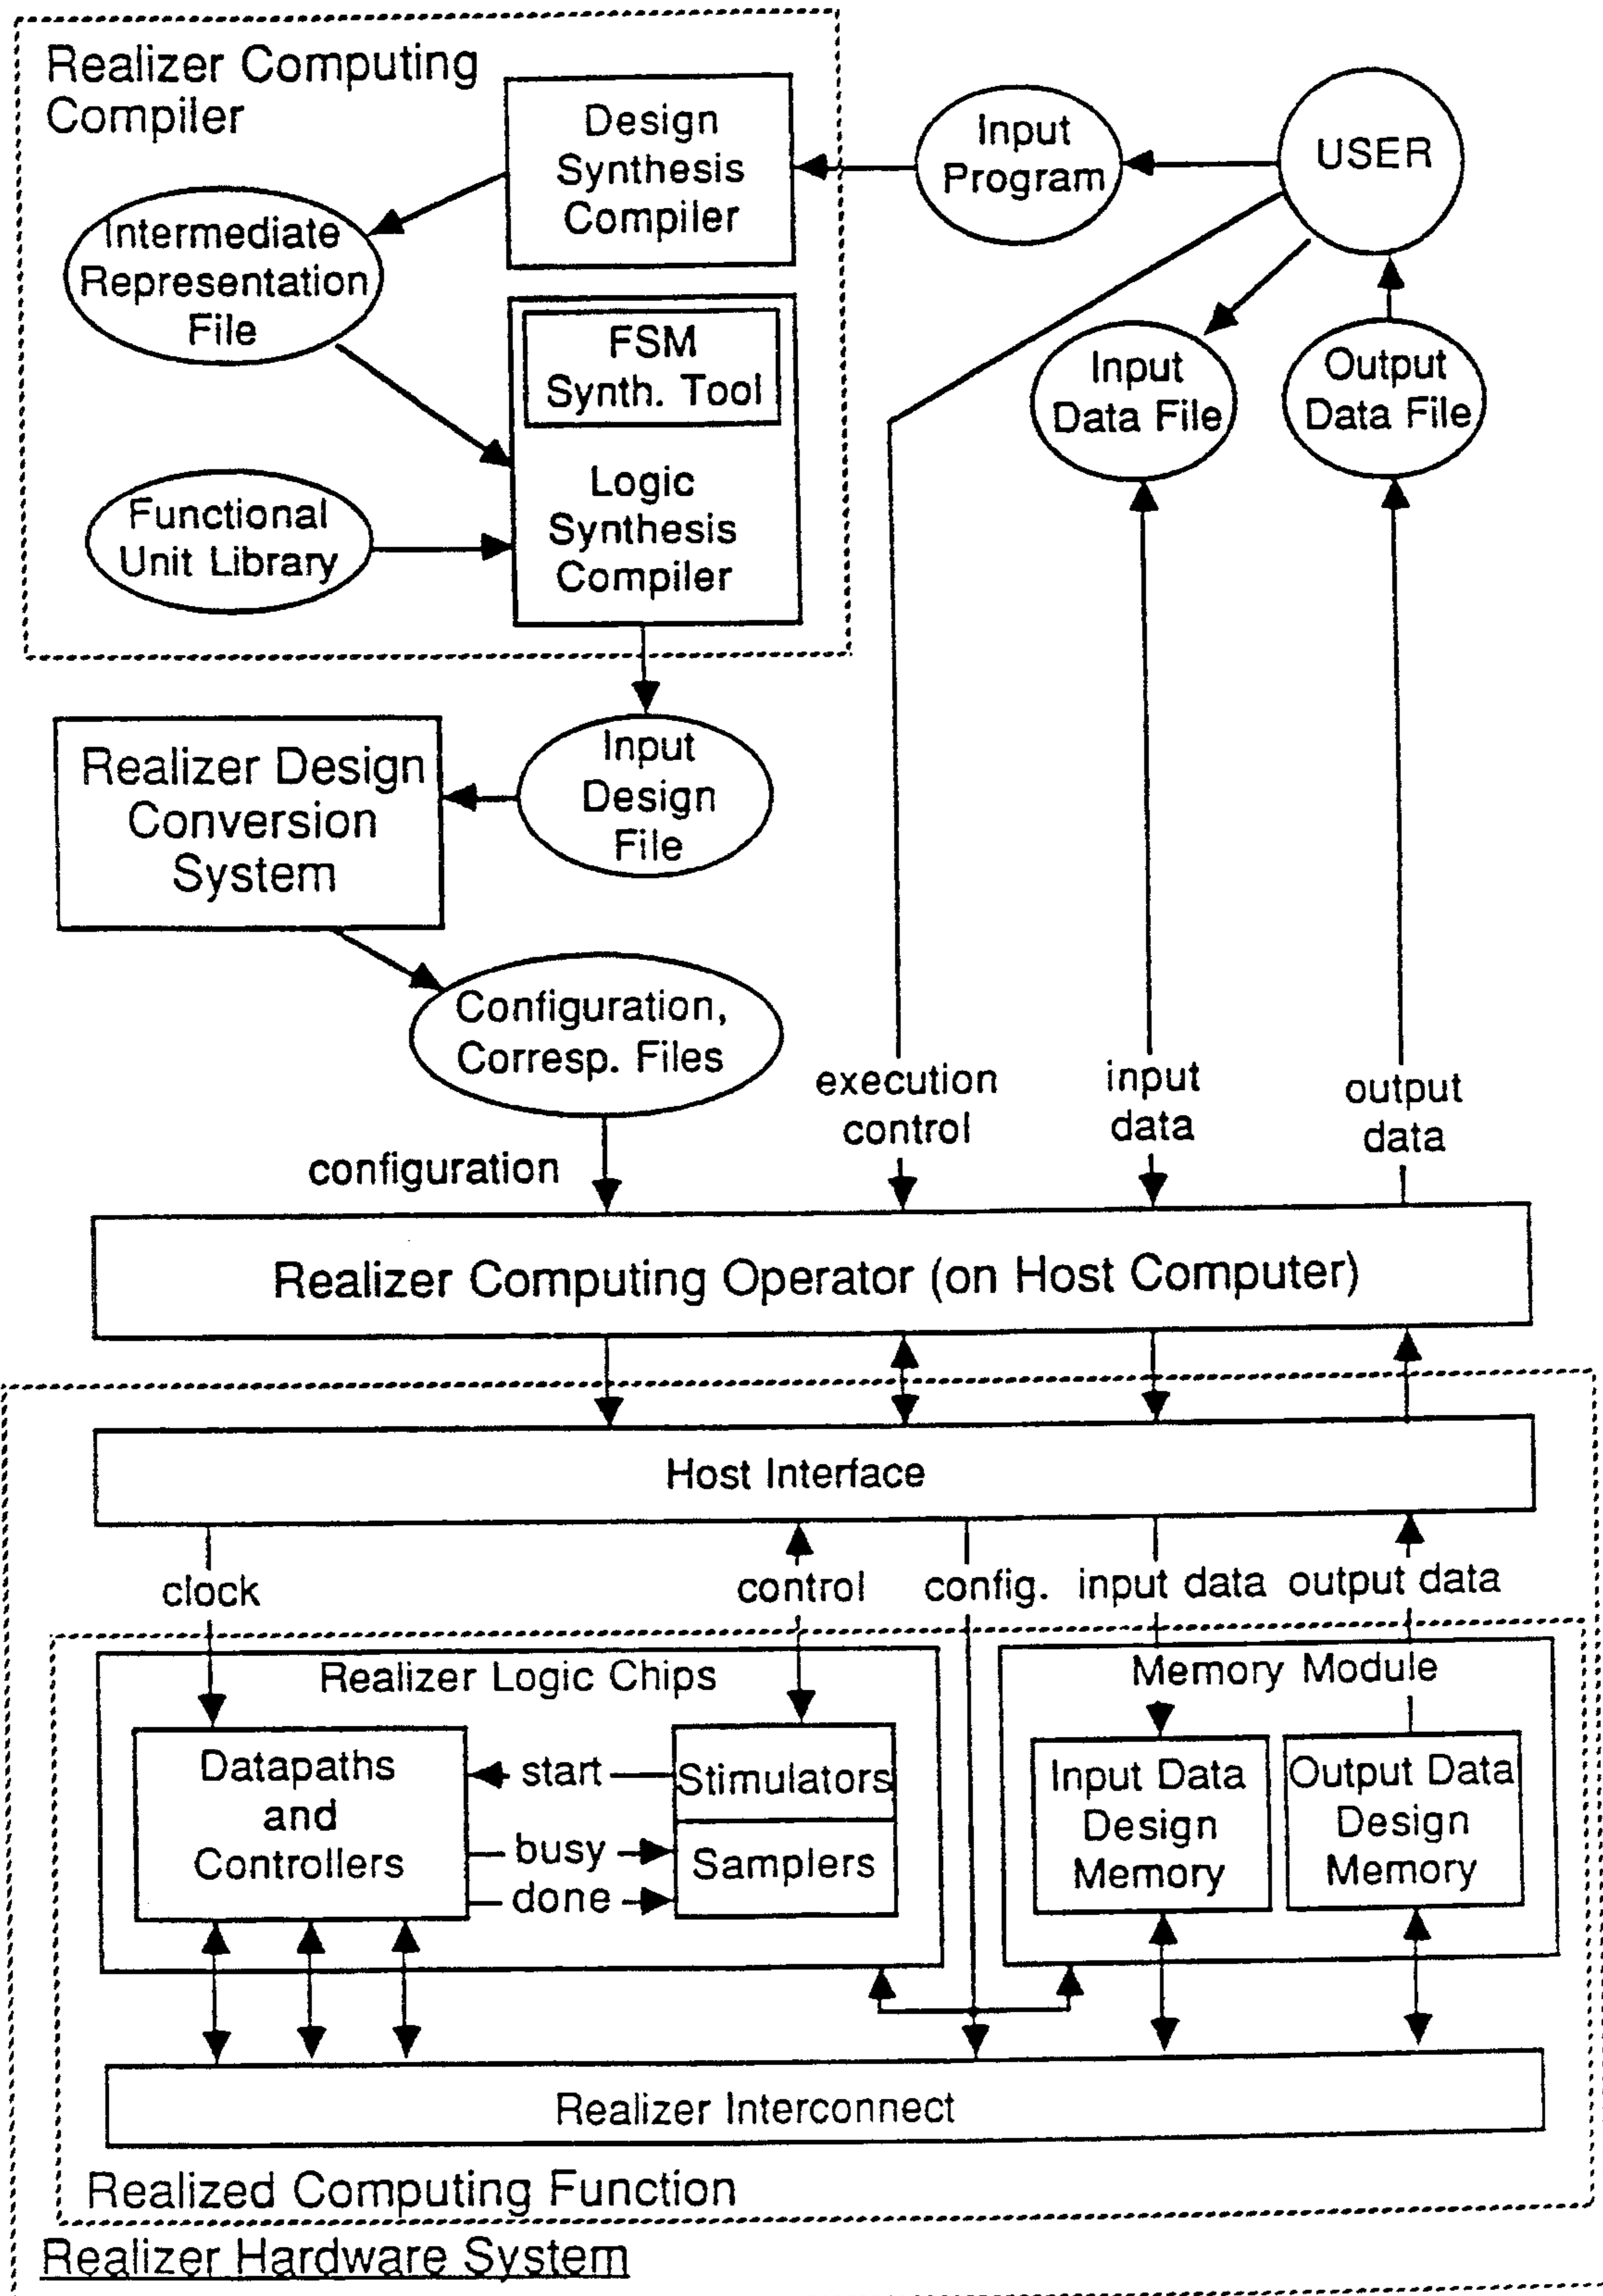 Realizer Computing
Compiler
Design
Synthesis
Compiler
Input
Program
USER
Intermediate
Representation
File
FSM
Synth. Tool
Logic
Synthesis
Compiler
Functional
Unit Library
Input
Data File
Output
Data File
Realizer Design
Conversion
System
Input
Design
File
Configuration,
Corresp. Files
configuration
execution
control
input
data
output
data
Realizer Computing Operator (on Host Computer)
Host Interface
clock
control
config.
input data
output data
Realizer Logic Chips
Memory Module
Datapaths
and
Controllers
start
busy
done
Stimulators
Samplers
Input Data
Design
Memory
Output Data
Design
Memory
Realizer Interconnect
Realized Computing Function
Realizer Hardware System